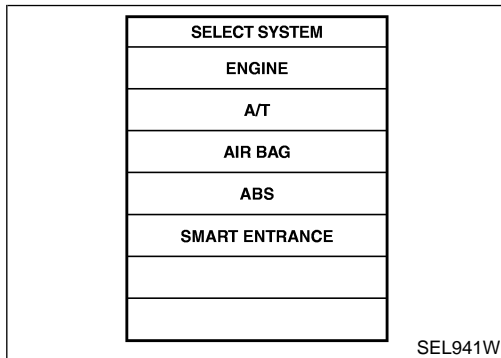 SELECT SYSTEM
ENGINE
A/T
AIR BAG
ABS
SMART ENTRANCE
SEL941W